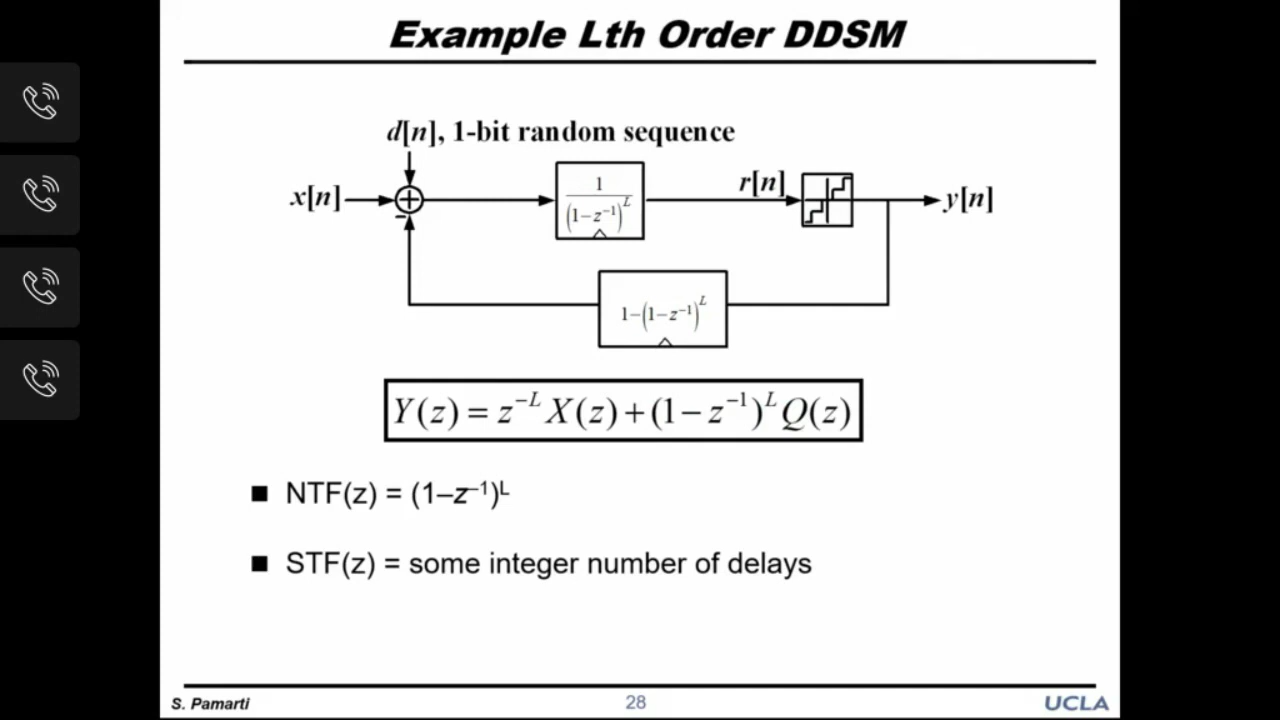 Example Lth Order DDSM
d[n], 1-bit random sequence
x[n]
1/(1−z⁻¹)ᴸ
r[n]
y[n]
−
1−(1−z⁻¹)ᴸ
Y(z) = z⁻ᴸ X(z) + (1 − z⁻¹)ᴸ Q(z)
■ NTF(z) = (1–z⁻¹)ᴸ
■ STF(z) = some integer number of delays
S. Pamarti 28 UCLA